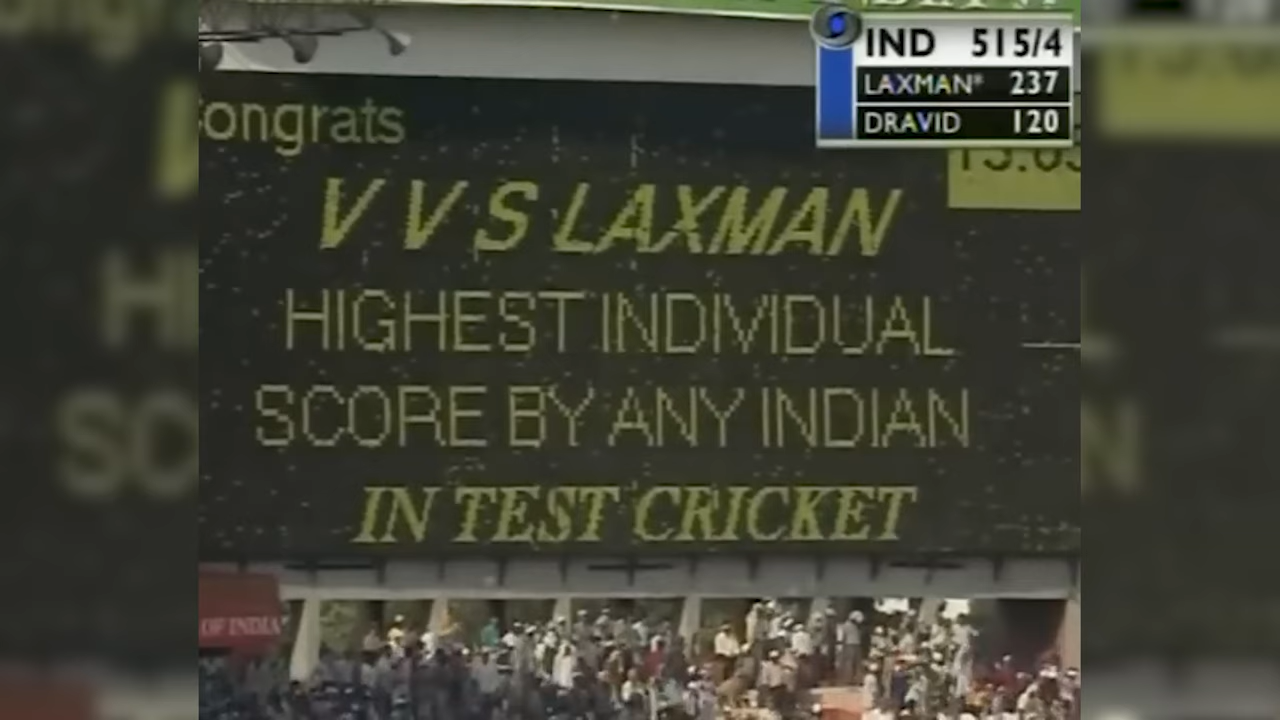 IND 515/4
LAXMAN* 237
DRAVID 120
Congrats
V V S LAXMAN
HIGHEST INDIVIDUAL
SCORE BY ANY INDIAN
IN TEST CRICKET
OF INDIA